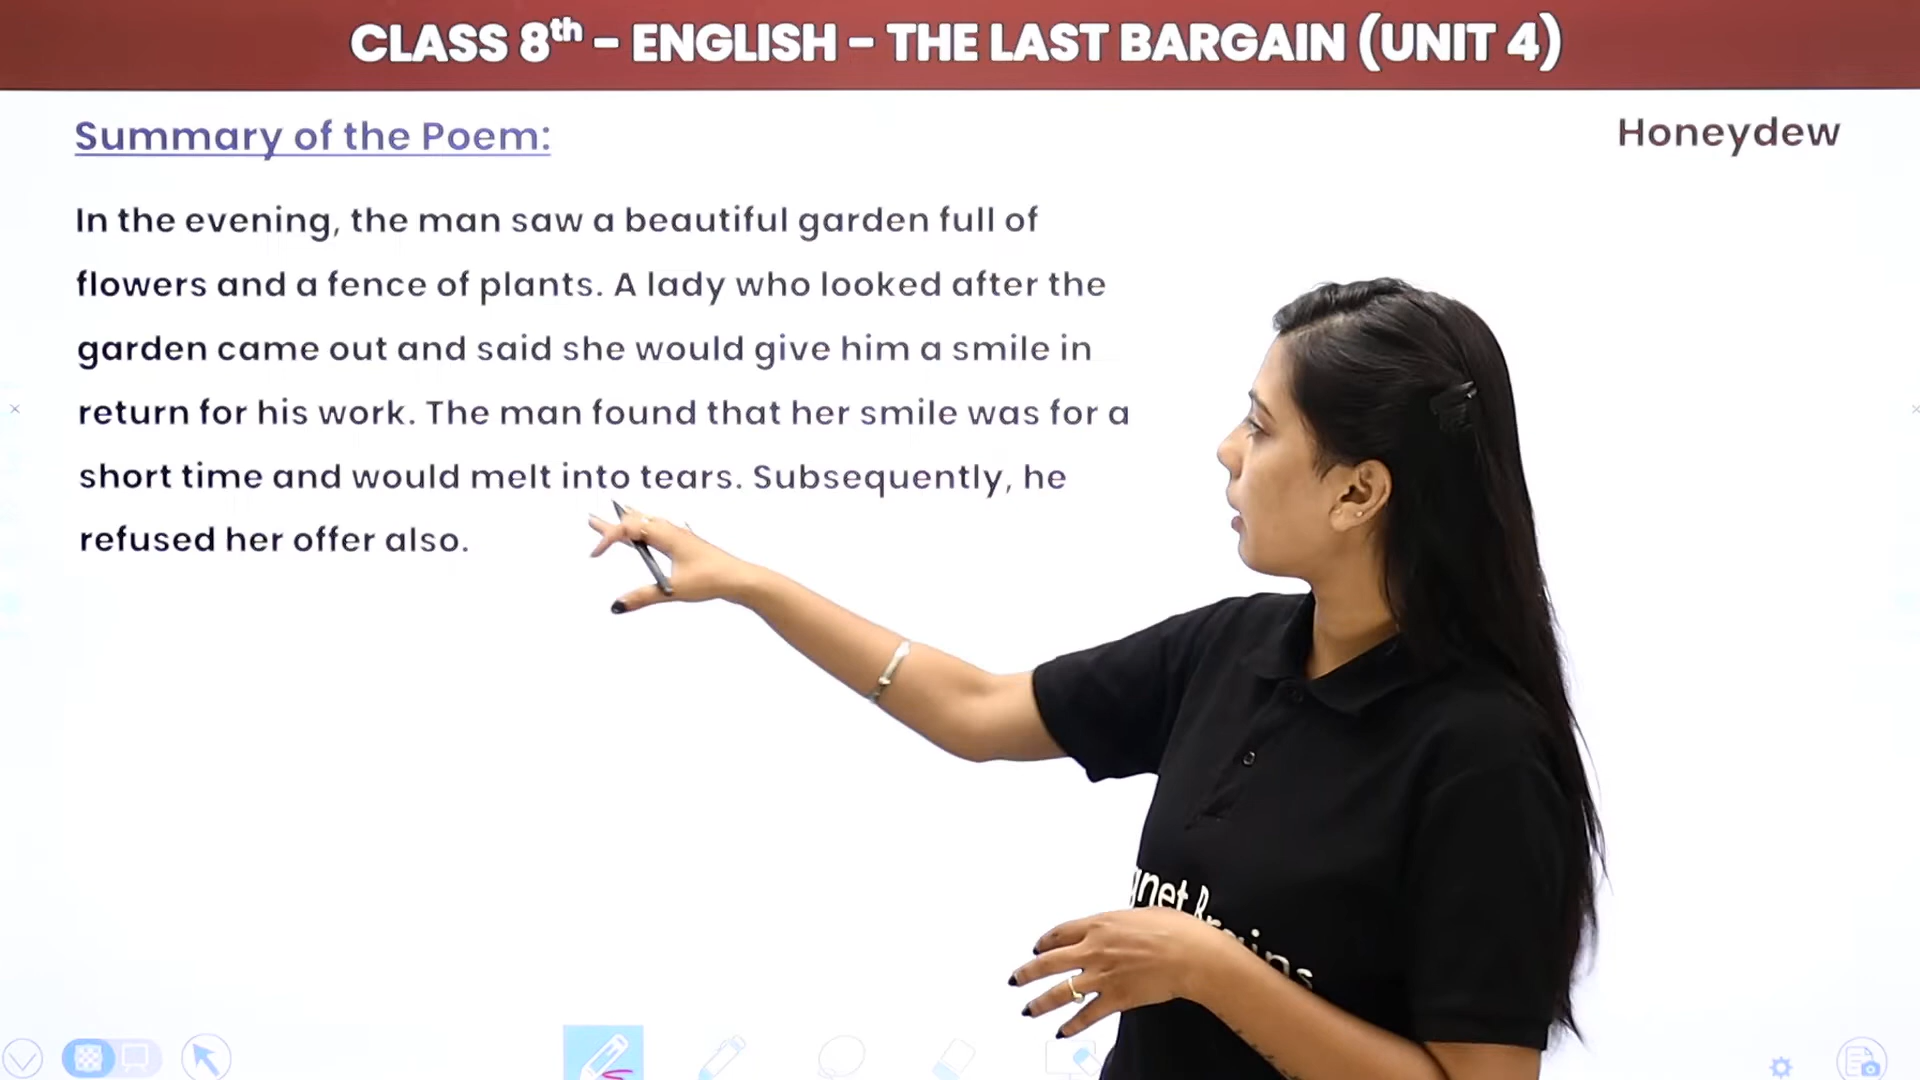 CLASS 8th – ENGLISH – THE LAST BARGAIN (UNIT 4)
Summary of the Poem:
Honeydew
In the evening, the man saw a beautiful garden full of
flowers and a fence of plants. A lady who looked after the
garden came out and said she would give him a smile in
return for his work. The man found that her smile was for a
short time and would melt into tears. Subsequently, he
refused her offer also.
gnet Brains